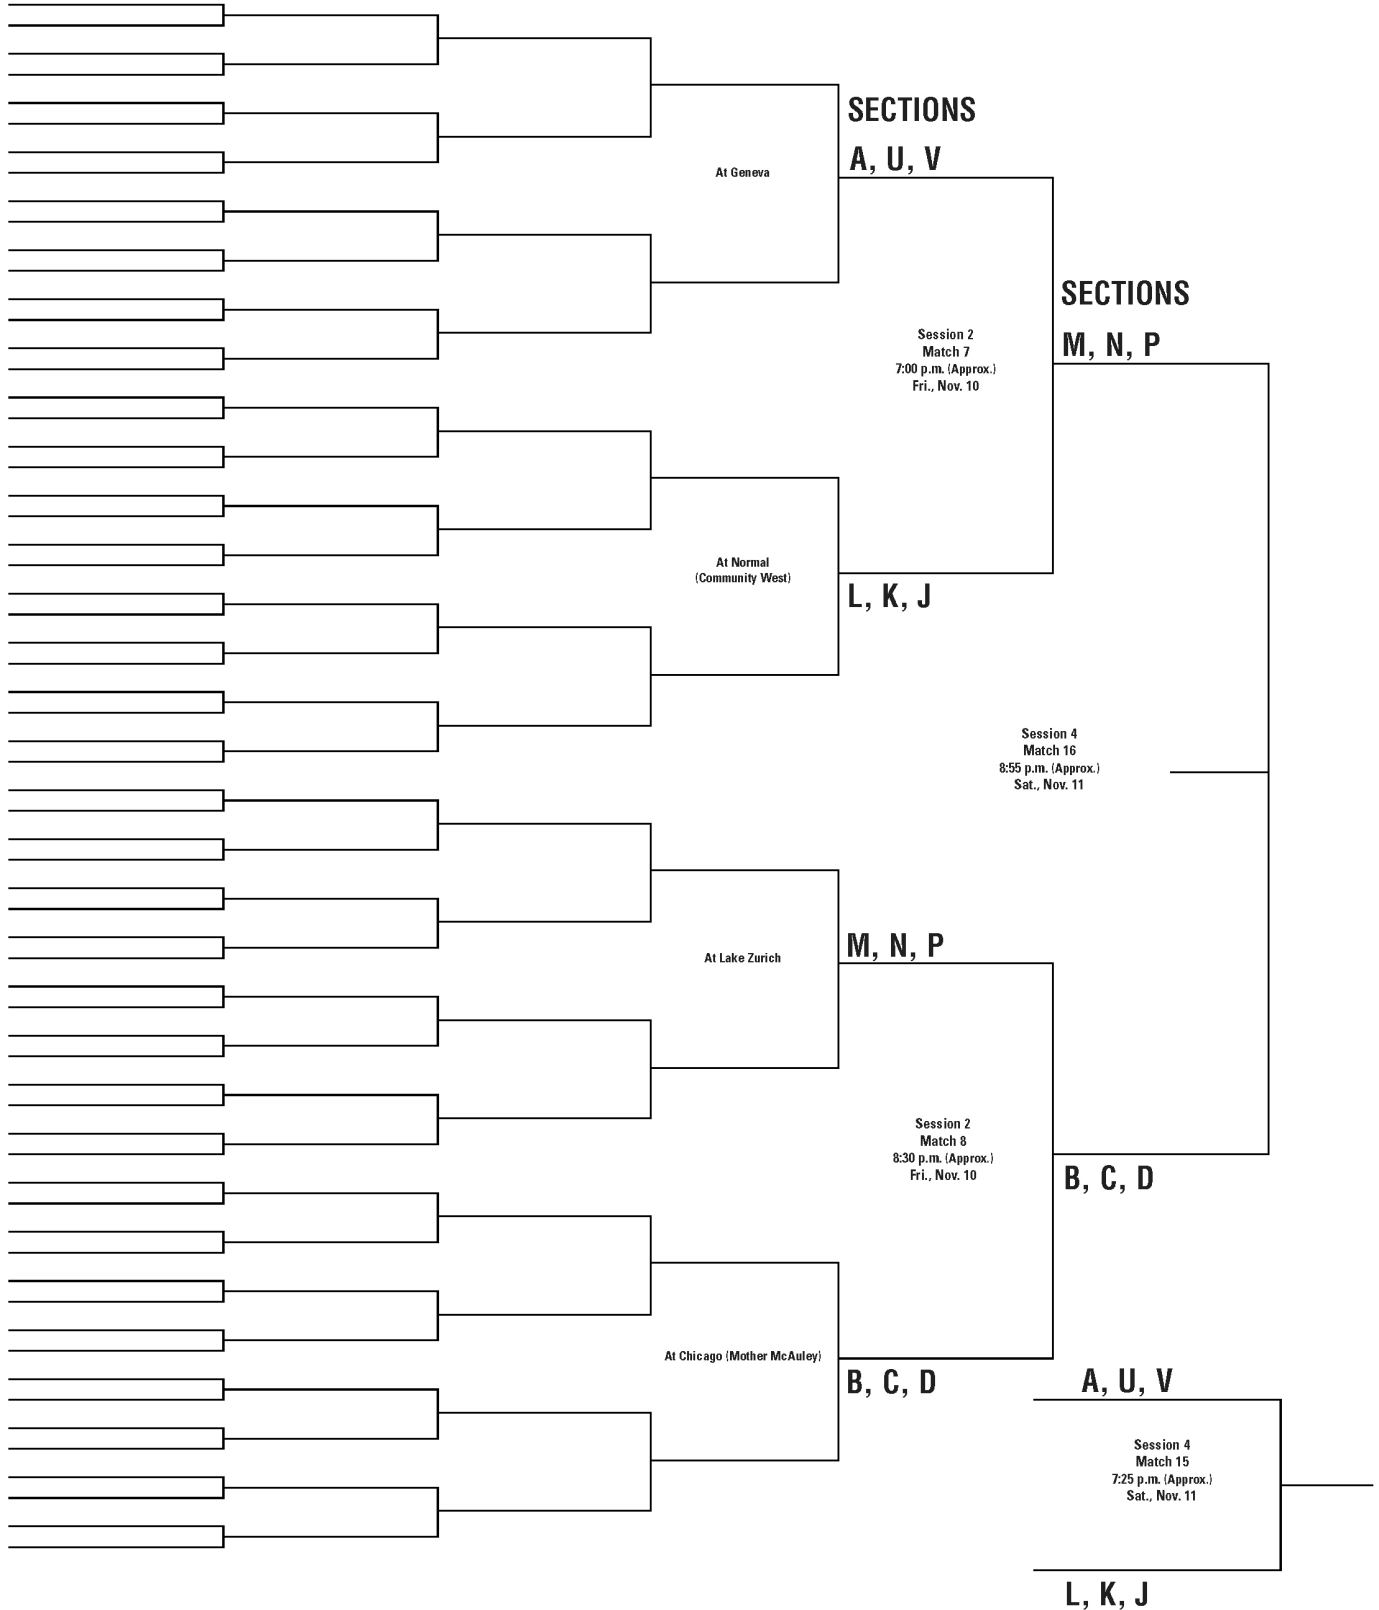 SECTIONS
A, U, V
At Geneva
SECTIONS
Session 2
Match 7
7:00 p.m. (Approx.)
Fri., Nov. 10
M, N, P
At Normal
(Community West)
L, K, J
Session 4
Match 16
8:55 p.m. (Approx.)
Sat., Nov. 11
M, N, P
At Lake Zurich
Session 2
Match 8
8:30 p.m. (Approx.)
Fri., Nov. 10
B, C, D
At Chicago (Mother McAuley)
B, C, D
A, U, V
Session 4
Match 15
7:25 p.m. (Approx.)
Sat., Nov. 11
L, K, J